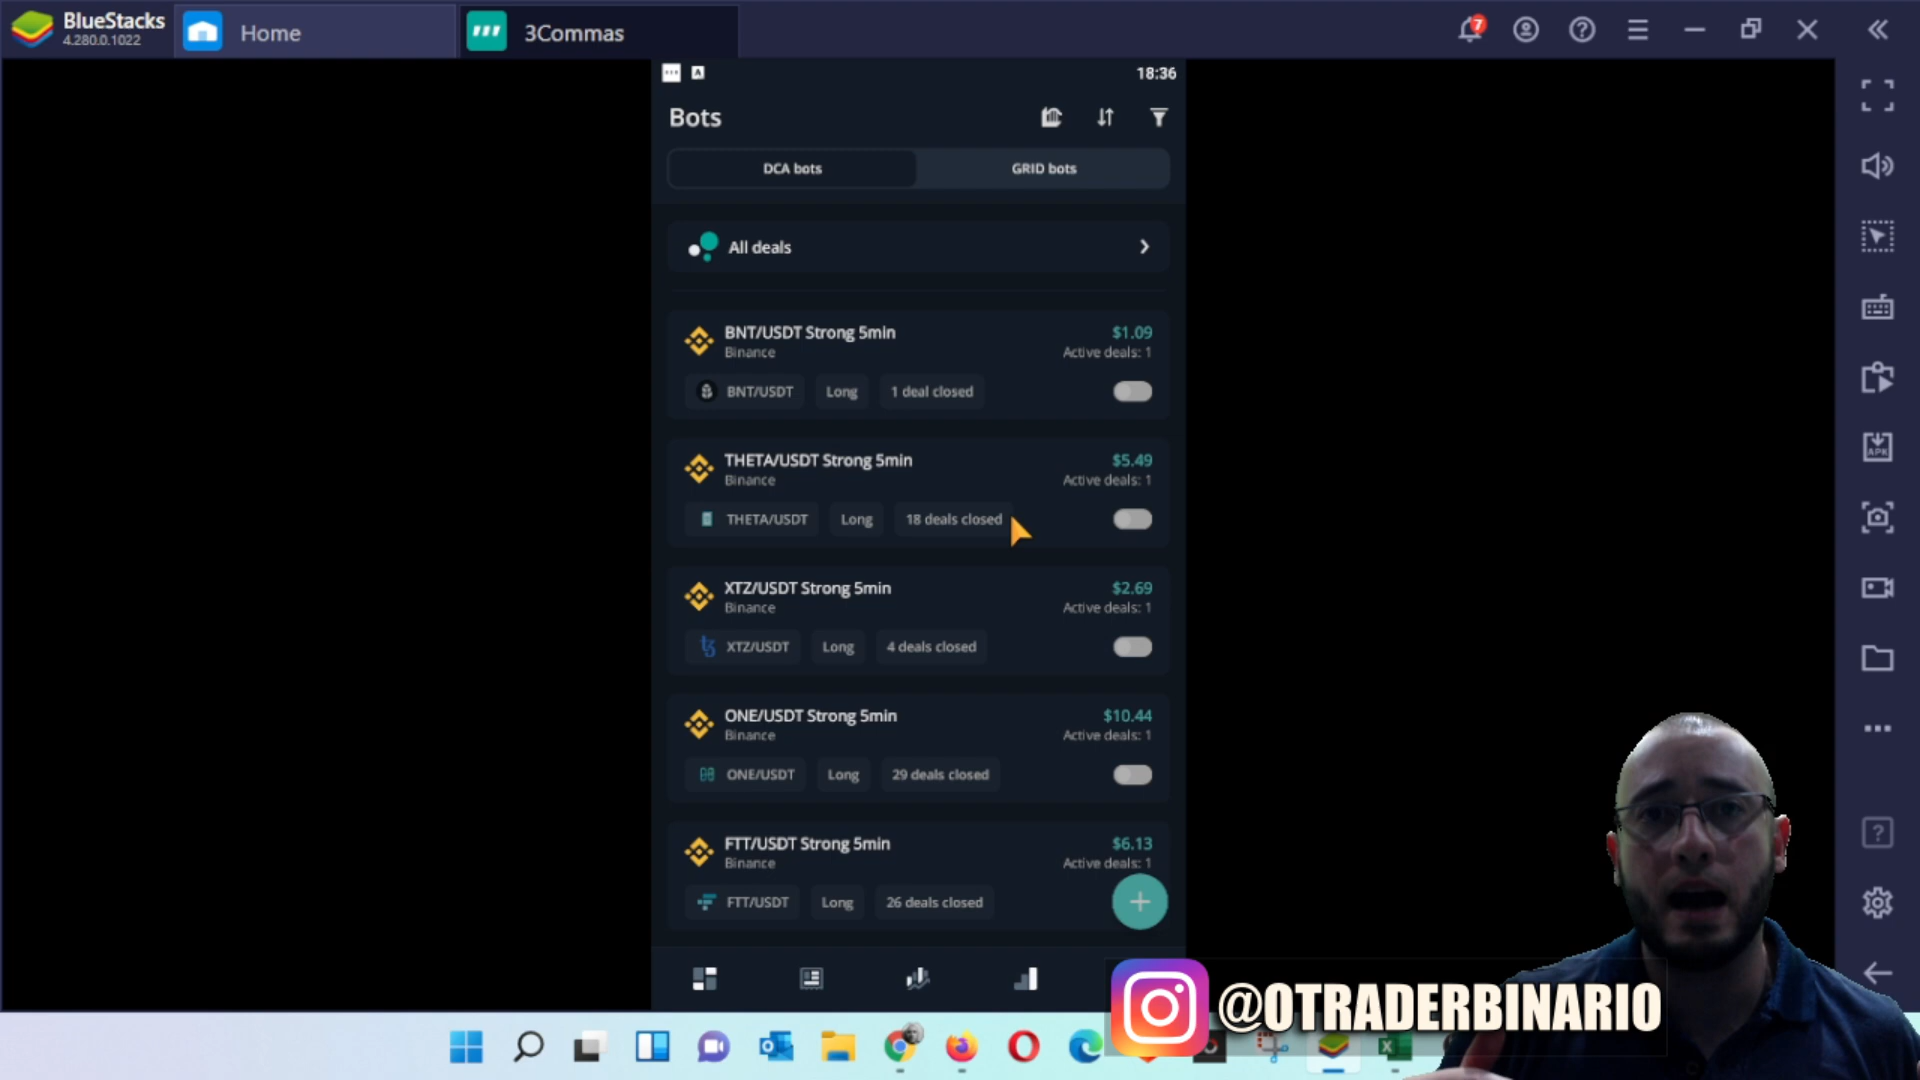 BlueStacks
4.280.0.1022
Home
3Commas
7
18:36
Bots
DCA bots
GRID bots
All deals
BNT/USDT Strong 5min
$1.09
Binance
Active deals: 1
BNT/USDT
Long
1 deal closed
THETA/USDT Strong 5min
$5.49
Binance
Active deals: 1
THETA/USDT
Long
18 deals closed
XTZ/USDT Strong 5min
$2.69
Binance
Active deals: 1
XTZ/USDT
Long
4 deals closed
ONE/USDT Strong 5min
$10.44
Binance
Active deals: 1
ONE/USDT
Long
29 deals closed
FTT/USDT Strong 5min
$6.13
Binance
Active deals: 1
FTT/USDT
Long
26 deals closed
APK
@OTRADERBINARIO